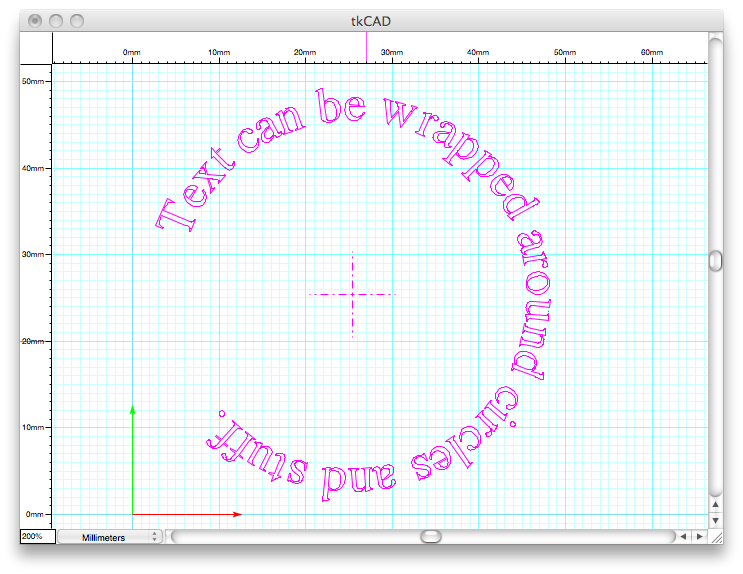 tkCAD
0mm 10mm 20mm 30mm 40mm 50mm 60mm
50mm
40mm
30mm
20mm
10mm
0mm
Text can be wrapped around circles and stuff.
200% Millimeters